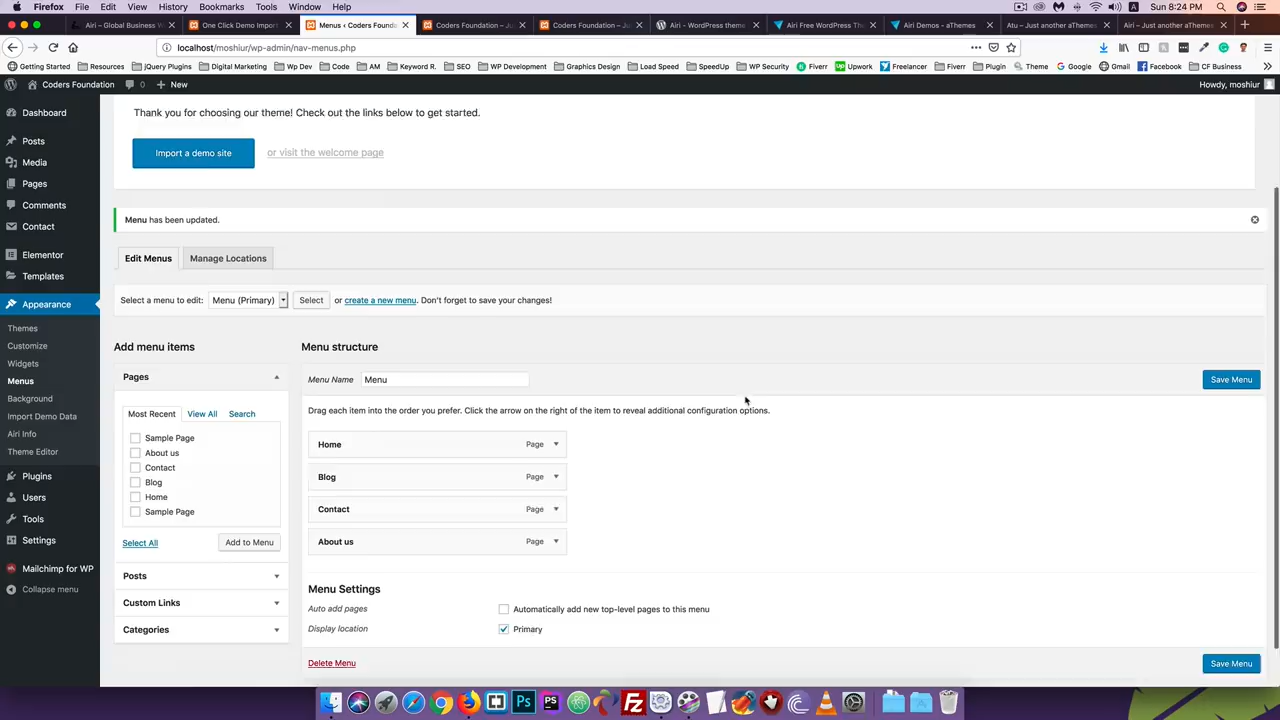 Firefox File Edit View History Bookmarks Tools Window Help Sun 8:24 PM
Airi – Global Business W
One Click Demo Import
Menus ‹ Coders Found
Coders Foundation – Ju
Coders Foundation – Ju
Airi - WordPress theme
Airi Free WordPress Th
Airi Demos - aThemes
Atu – Just another aThemes
Airi – Just another aThemes
localhost/moshiur/wp-admin/nav-menus.php
Getting Started Resources jQuery Plugins Digital Marketing Wp Dev Code AM Keyword R. SEO WP Development Graphics Design Load Speed SpeedUp WP Security Fiverr Upwork Freelancer Fiverr Plugin Theme Google Gmail Facebook CF Business
Coders Foundation 0 New Howdy, moshiur
Dashboard
Posts
Media
Pages
Comments
Contact
Elementor
Templates
Appearance
Themes
Customize
Widgets
Menus
Background
Import Demo Data
Airi Info
Theme Editor
Plugins
Users
Tools
Settings
Mailchimp for WP
Collapse menu
Thank you for choosing our theme! Check out the links below to get started.
Import a demo site or visit the welcome page
Menu has been updated.
Edit Menus Manage Locations
Select a menu to edit: Menu (Primary) Select or create a new menu. Don't forget to save your changes!
Add menu items
Pages
Most Recent View All Search
Sample Page
About us
Contact
Blog
Home
Sample Page
Select All Add to Menu
Posts
Custom Links
Categories
Menu structure
Menu Name Menu Save Menu
Drag each item into the order you prefer. Click the arrow on the right of the item to reveal additional configuration options.
Home Page
Blog Page
Contact Page
About us Page
Menu Settings
Auto add pages Automatically add new top-level pages to this menu
Display location Primary
Delete Menu Save Menu
Ps
PS
FZ